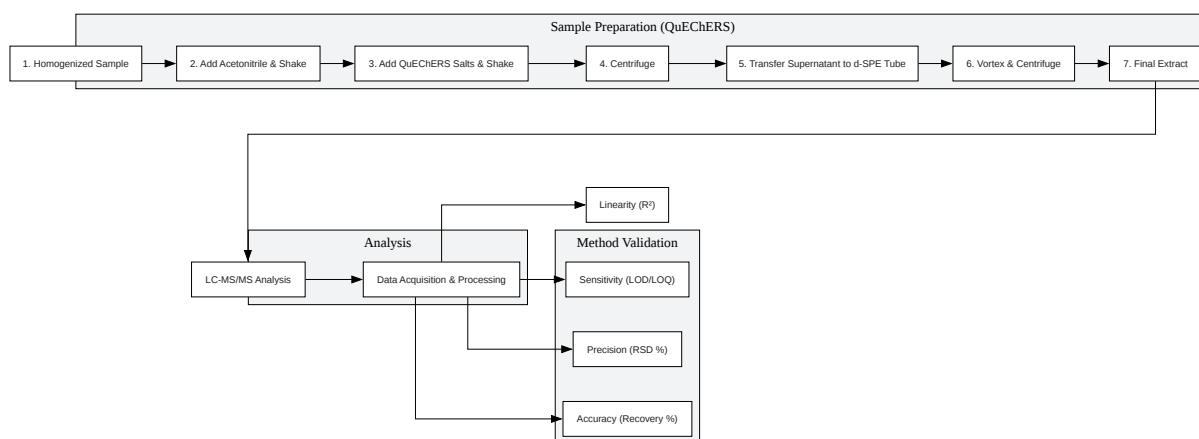 Sample Preparation (QuEChERS)
1. Homogenized Sample
2. Add Acetonitrile & Shake
3. Add QuEChERS Salts & Shake
4. Centrifuge
5. Transfer Supernatant to d-SPE Tube
6. Vortex & Centrifuge
7. Final Extract
Linearity (R²)
Analysis
Method Validation
LC-MS/MS Analysis
Data Acquisition & Processing
Sensitivity (LOD/LOQ)
Precision (RSD %)
Accuracy (Recovery %)